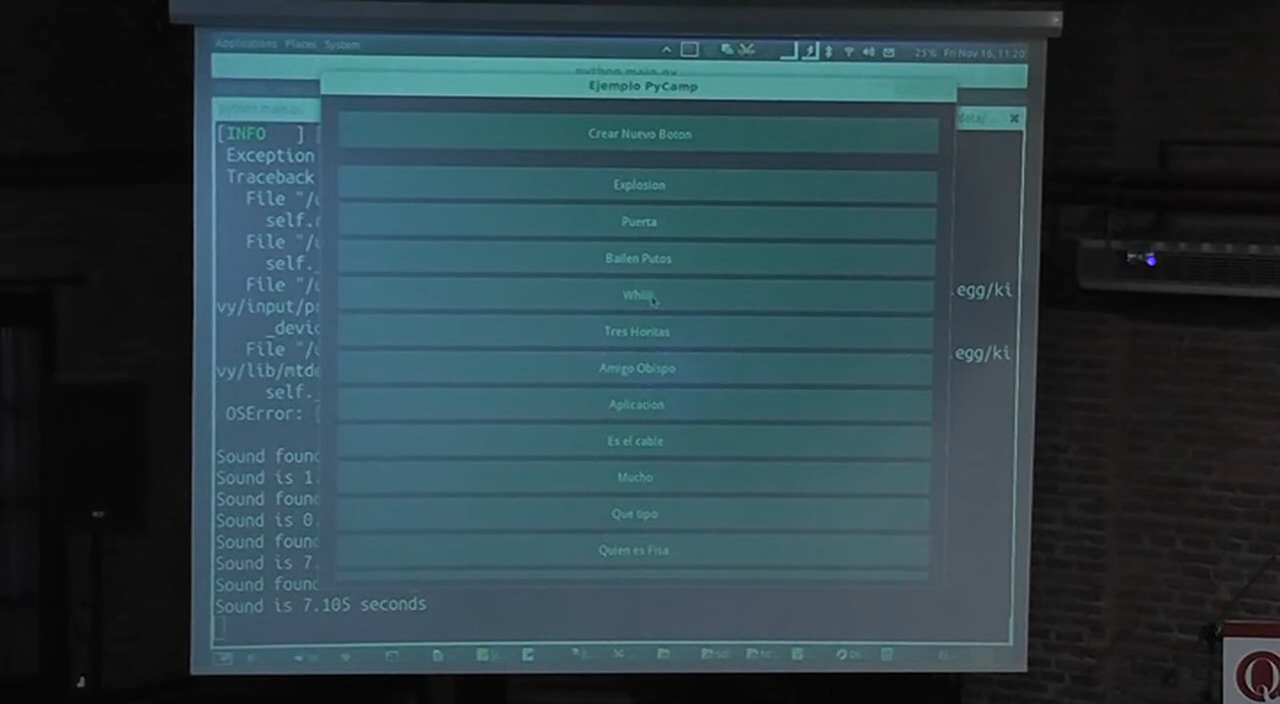 Applications Places System
25% Fri Nov 16, 11:20
python main.py
Ejemplo PyCamp
Crear Nuevo Boton
Explosion
Puerta
Bailen Putos
Tres Horitas
Amigo Obispo
Aplicacion
Es el cable
Mucho
Que tipo
Quien es Fisa
[INFO ] [
Exception
Traceback
File "/u
self.
File "/u
self._
File "/u
.egg/ki
vy/input/pr
_devic
File "/u
.egg/ki
vy/lib/mtde
self._
OSError: [
Sound found
Sound is 1.
Sound found
Sound is 0.
Sound found
Sound is 7.
Sound found
Sound is 7.105 seconds
Q